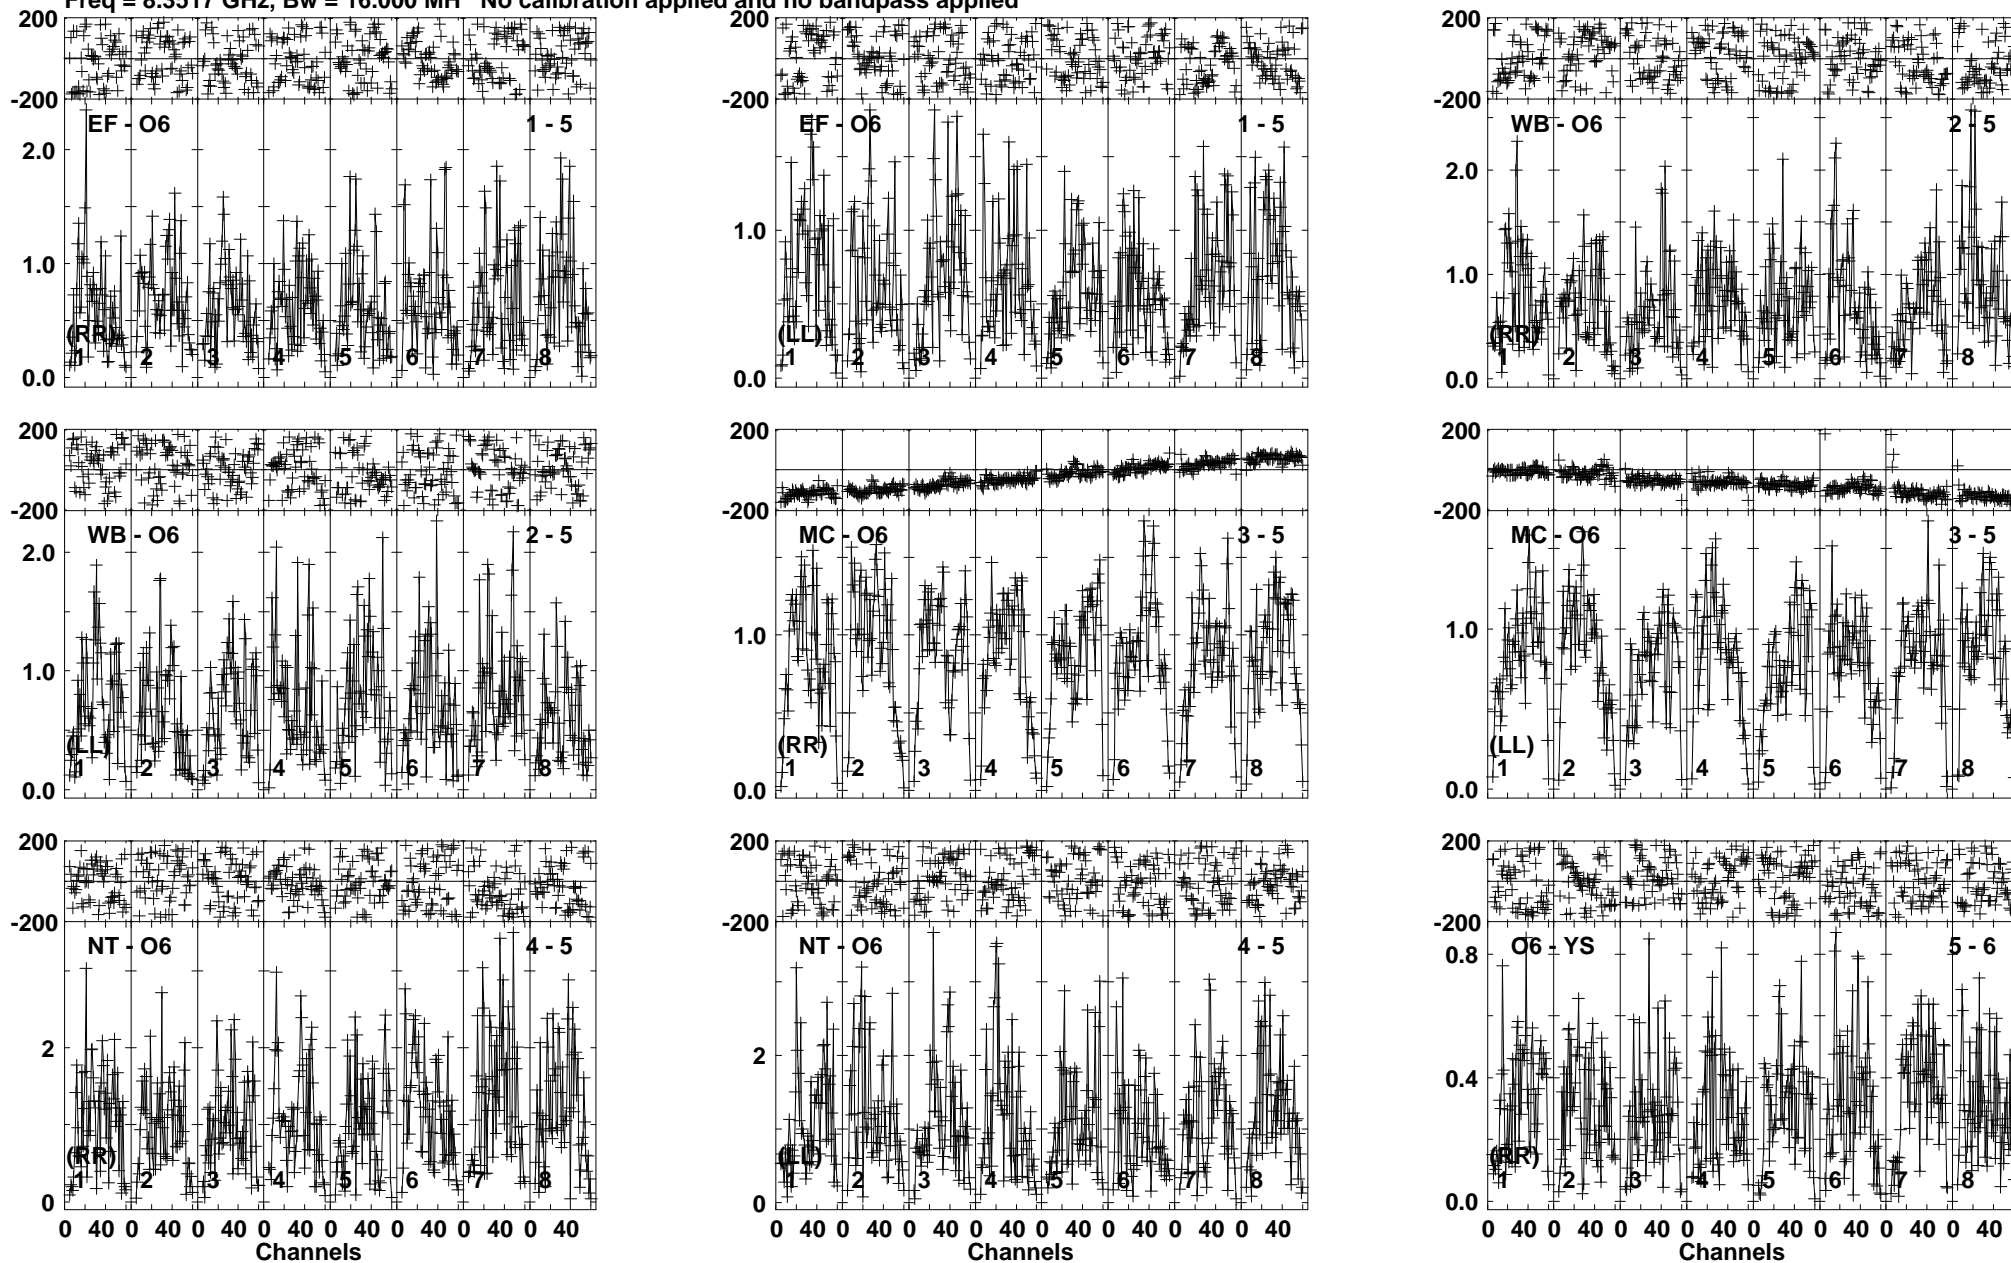 Freq = 8.3517 GHz, Bw = 16.000 MH No calibration applied and no bandpass applied
200 200 200
-200 -200 -200
EF - O6 1 - 5 EF - O6 1 - 5 WB - O6 2 - 5
2.0 2.0
1.0 1.0 1.0
(RR) (LL) (RR)
1 2 3 4 5 6 7 8 1 2 3 4 5 6 7 8 1 2 3 4 5 6 7 8
0.0 0.0 0.0
200 200 200
-200 -200 -200
WB - O6 2 - 5 MC - O6 3 - 5 MC - O6 3 - 5
2.0
1.0 1.0 1.0
(LL) (RR) (LL)
1 2 3 4 5 6 7 8 1 2 3 4 5 6 7 8 1 2 3 4 5 6 7 8
0.0 0.0 0.0
200 200 200
-200 -200 -200
NT - O6 4 - 5 NT - O6 4 - 5 O6 - YS 5 - 6
0.8
2 2 0.4
(RR) (LL) (RR)
1 2 3 4 5 6 7 8 1 2 3 4 5 6 7 8 1 2 3 4 5 6 7 8
0 0 0.0
0 40 0 40 0 40 0 40 0 40 0 40 0 40 0 40 0 40 0 40 0 40 0 40 0 40 0 40 0 40 0 40 0 40 0 40 0 40 0 40 0 40 0 40 0 40 0 40
Channels Channels Channels